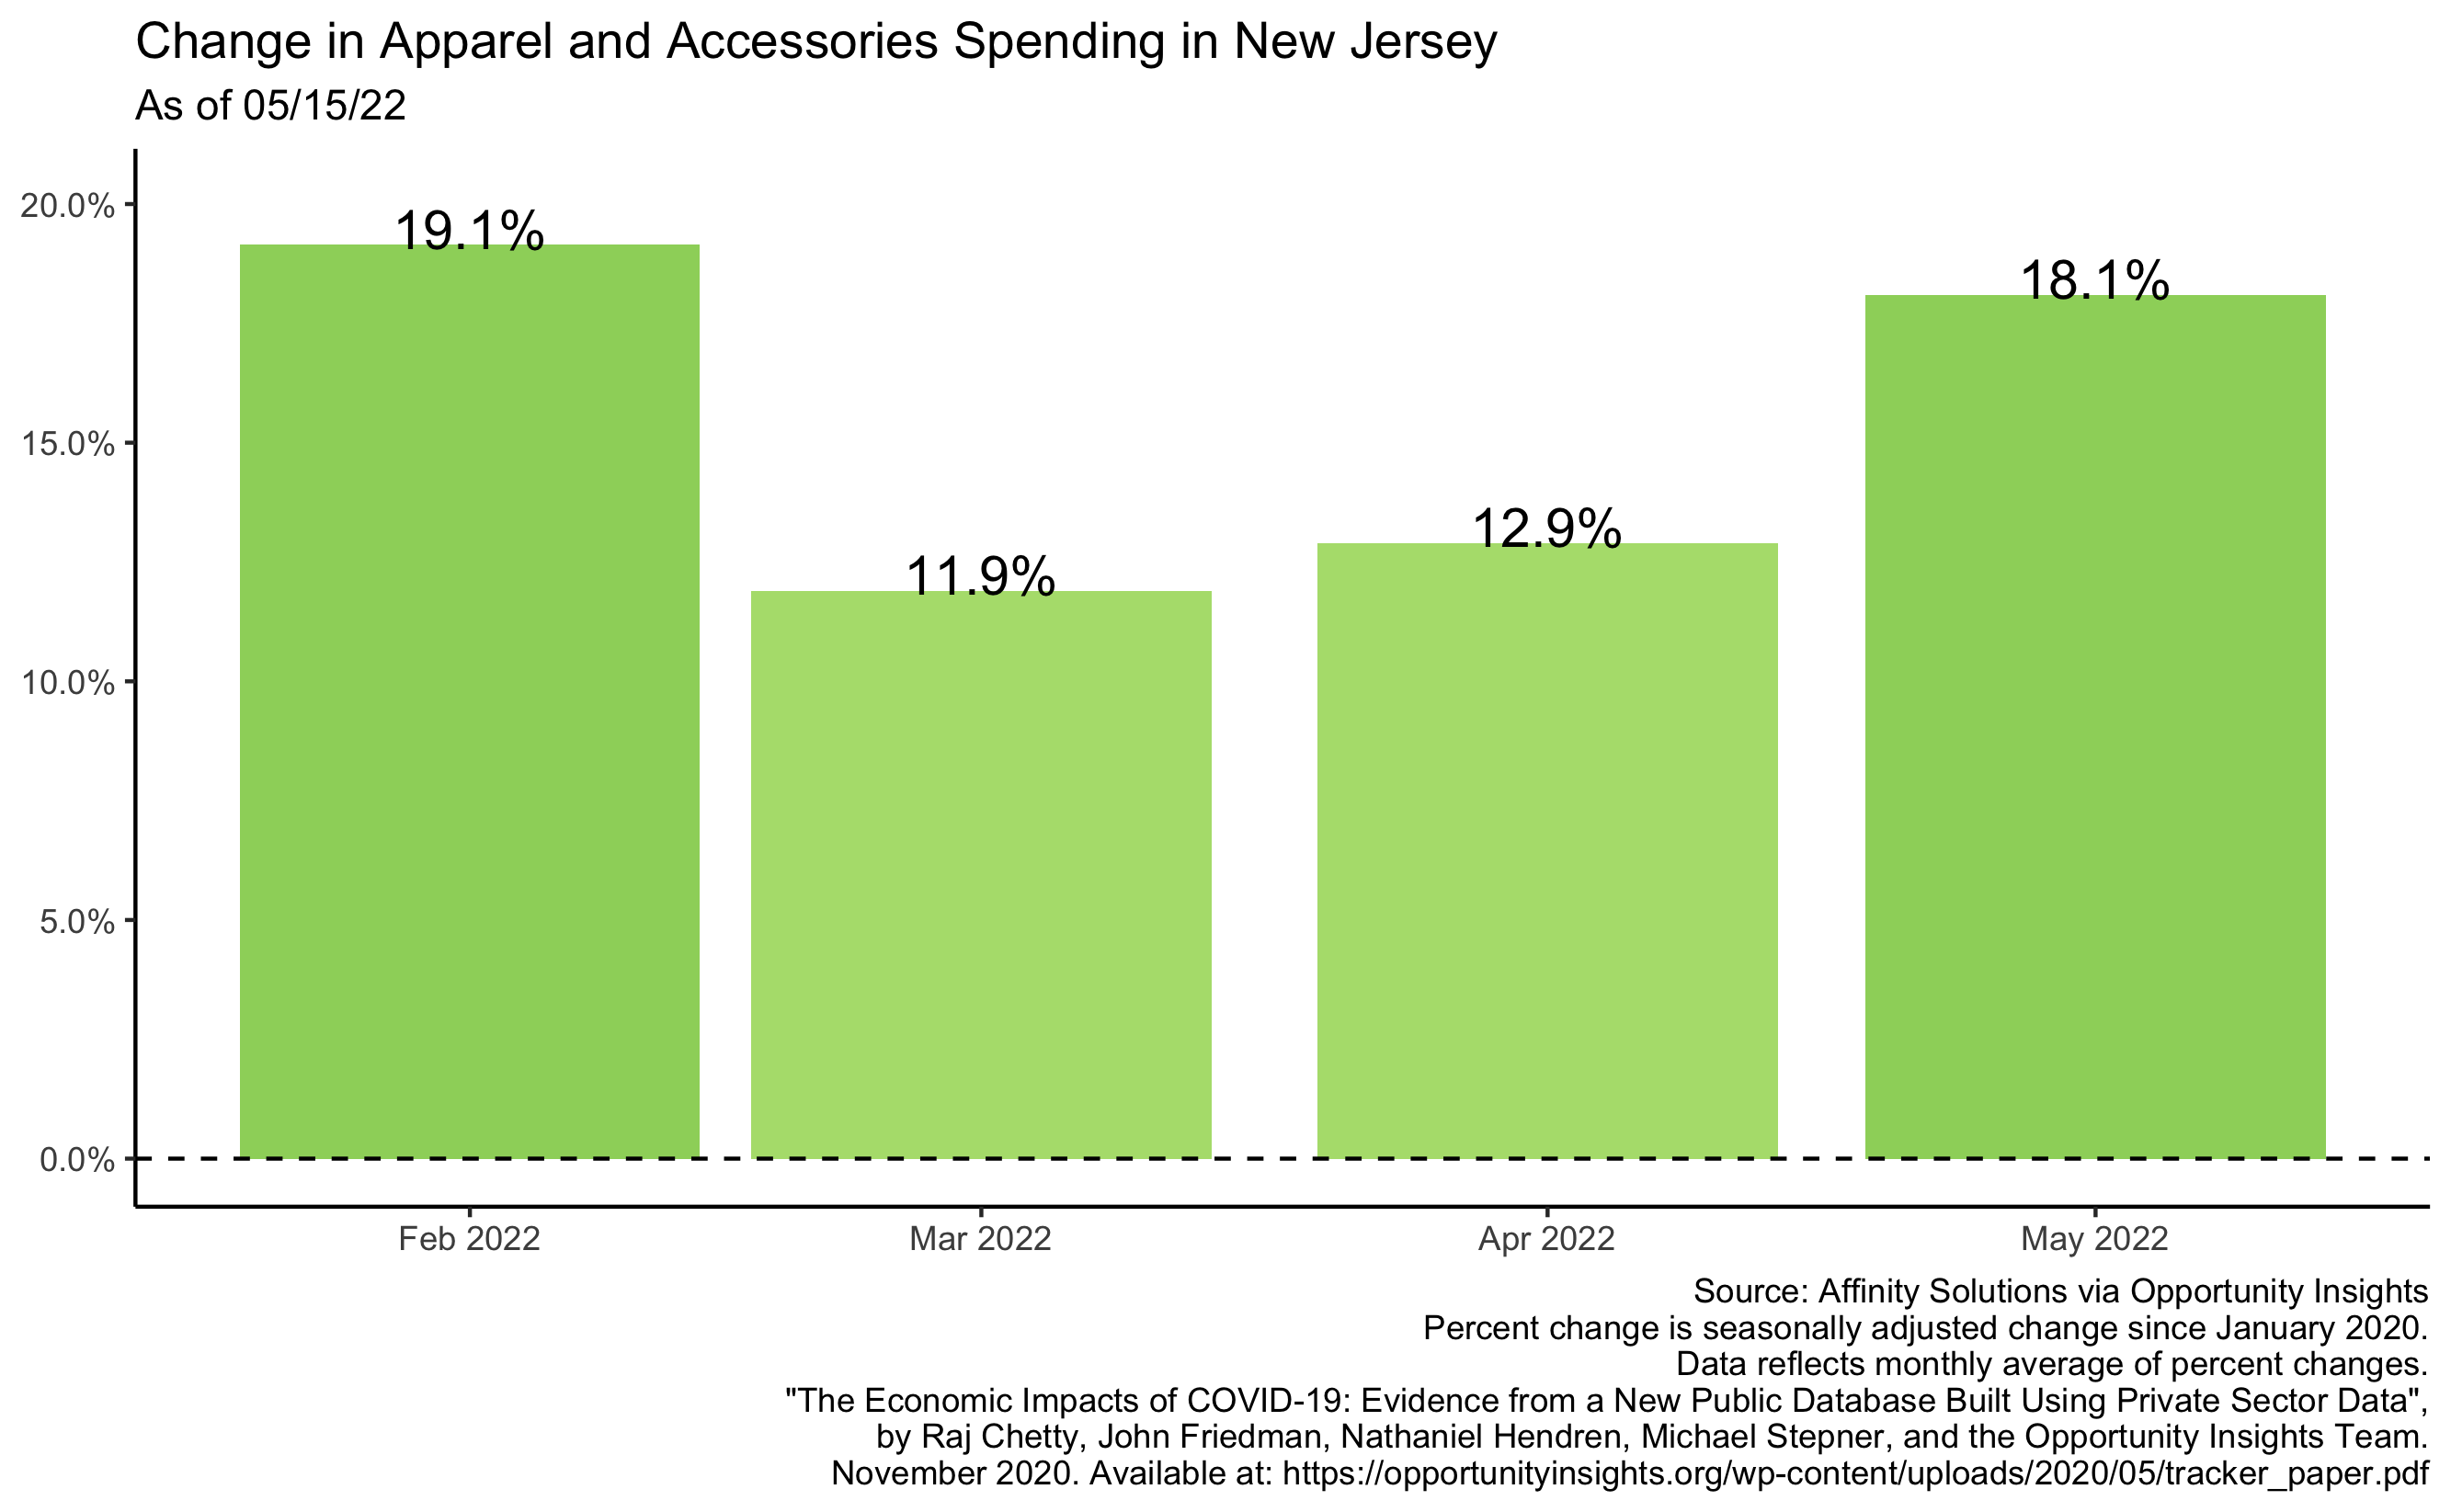 Change in Apparel and Accessories Spending in New Jersey
As of 05/15/22
20.0%
15.0%
10.0%
5.0%
0.0%
19.1%
11.9%
12.9%
18.1%
Feb 2022
Mar 2022
Apr 2022
May 2022
Source: Affinity Solutions via Opportunity Insights
Percent change is seasonally adjusted change since January 2020.
Data reflects monthly average of percent changes.
"The Economic Impacts of COVID-19: Evidence from a New Public Database Built Using Private Sector Data",
by Raj Chetty, John Friedman, Nathaniel Hendren, Michael Stepner, and the Opportunity Insights Team.
November 2020. Available at: https://opportunityinsights.org/wp-content/uploads/2020/05/tracker_paper.pdf